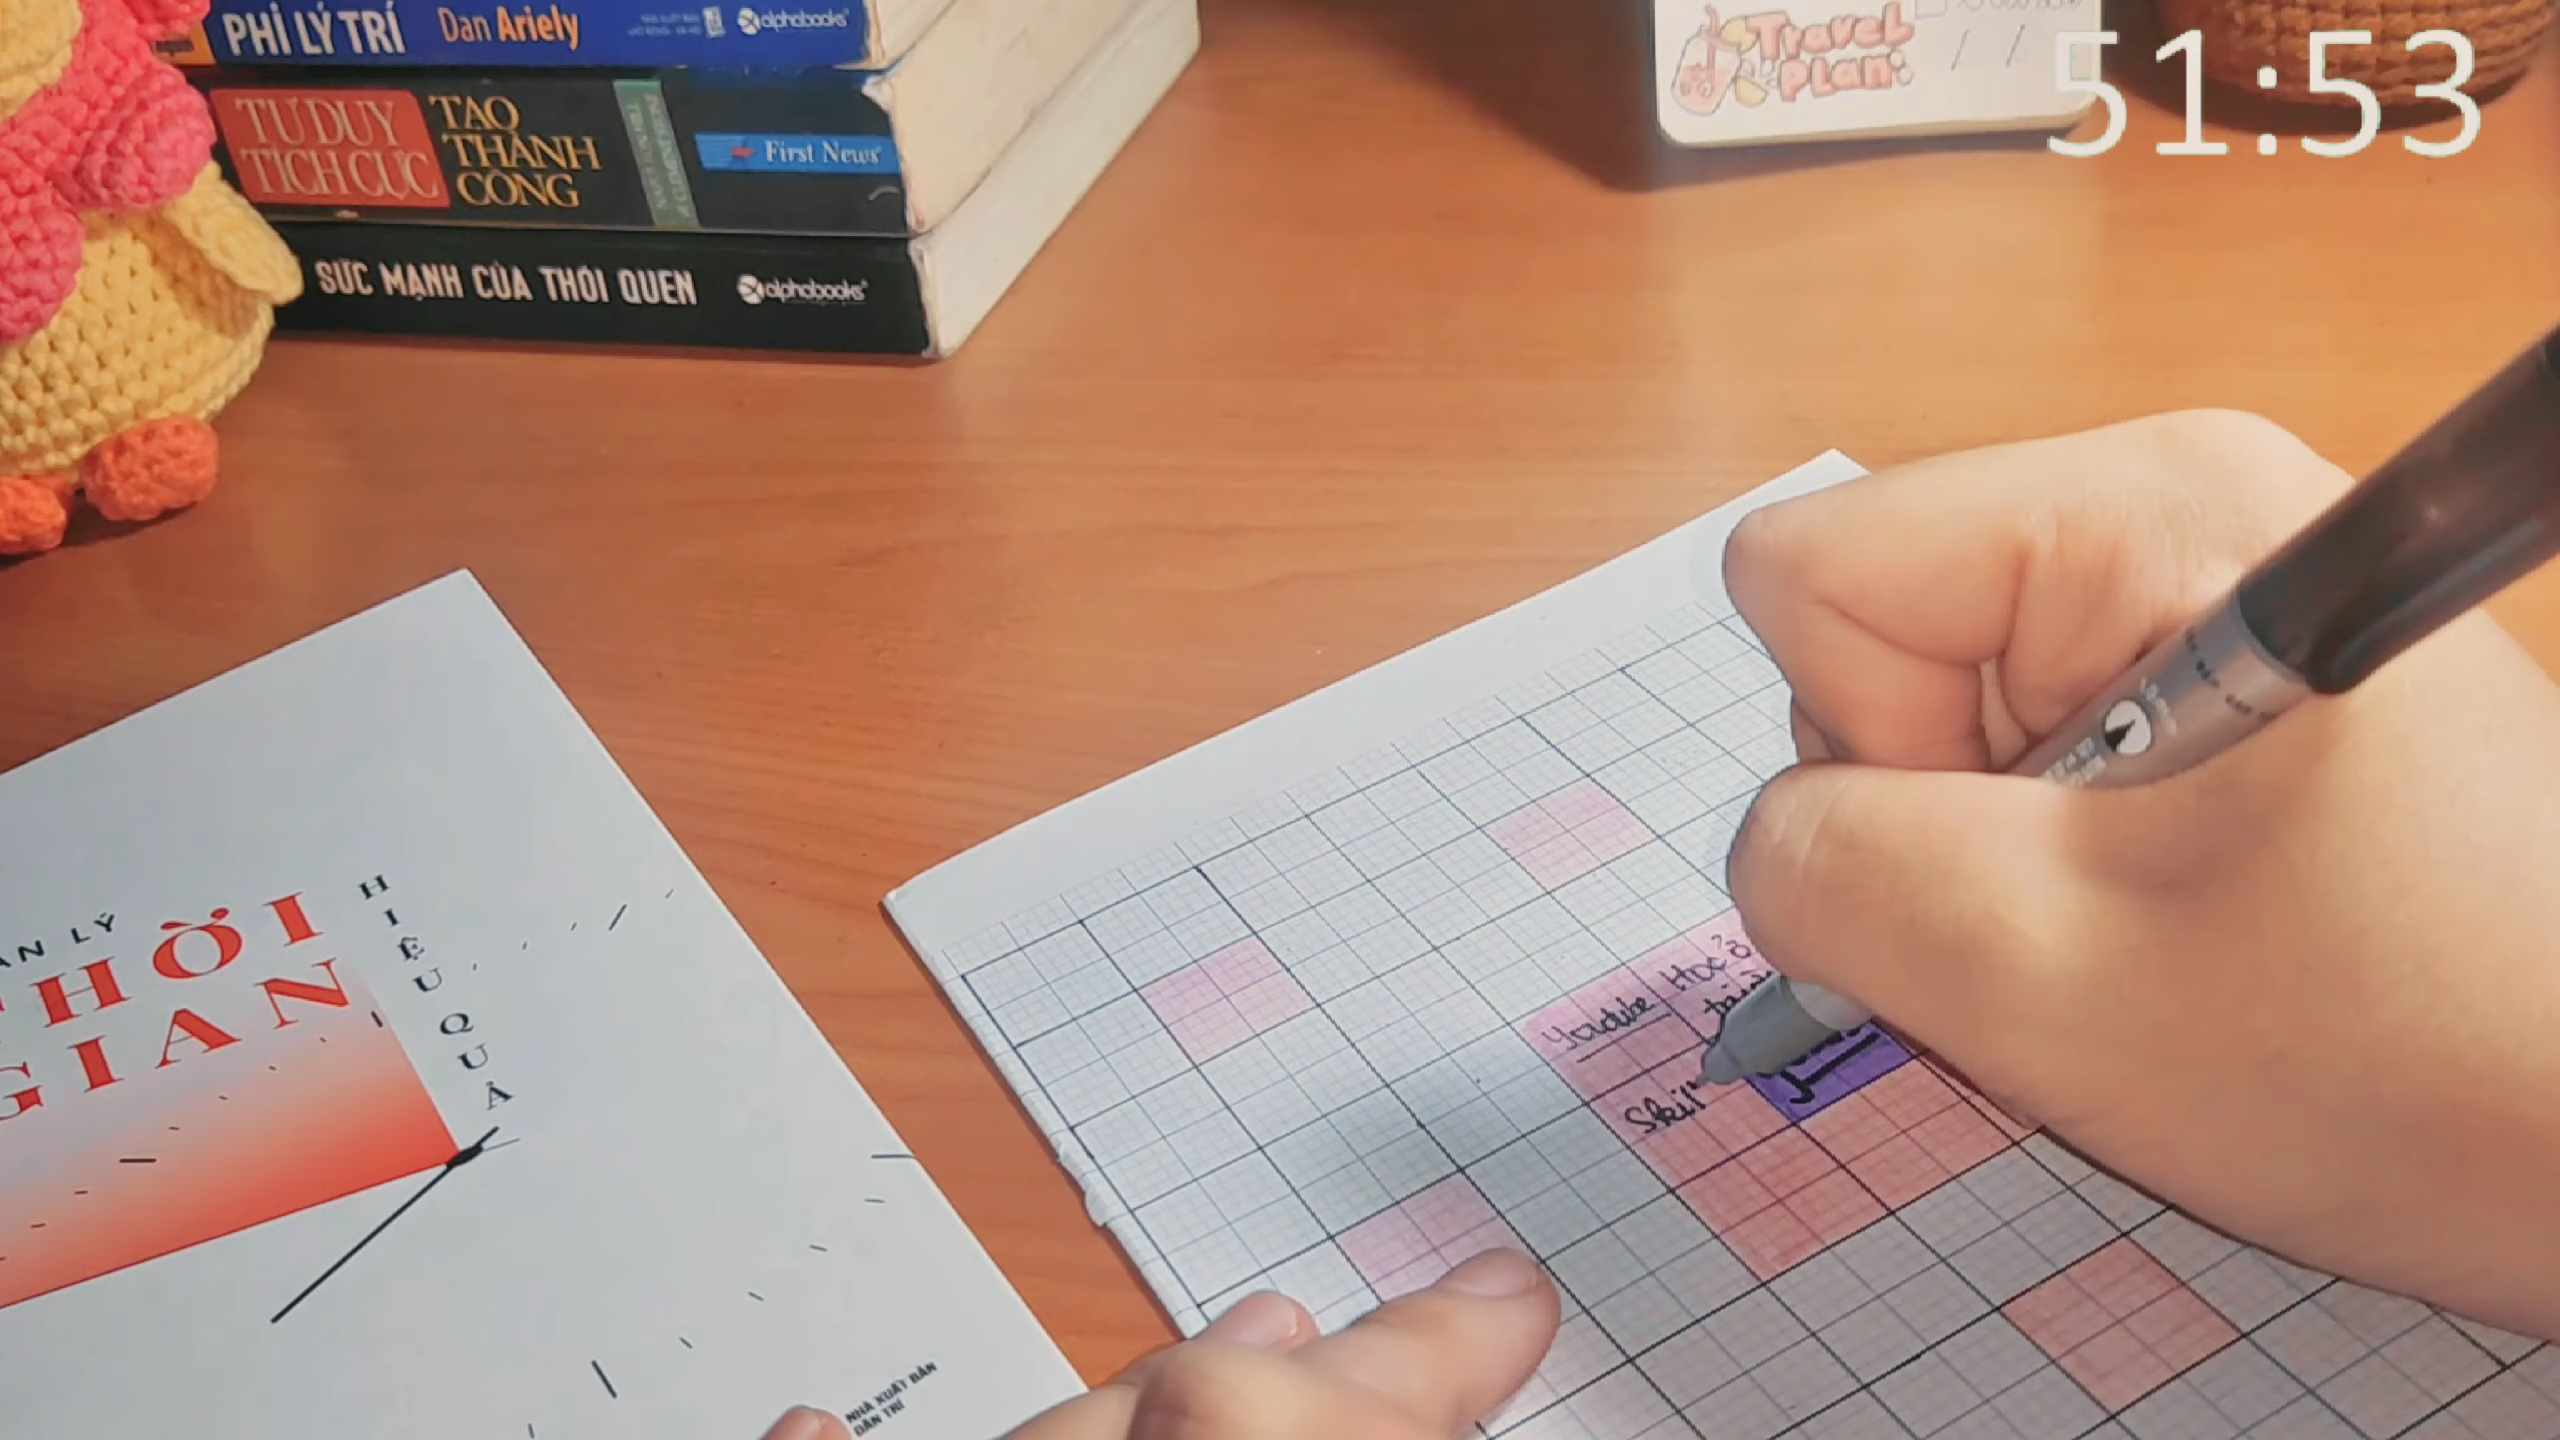 PHI LÝ TRÍ Dan Ariely alphabooks
TƯ DUY TÍCH CỰC
TẠO THÀNH CÔNG
First News
SỨC MẠNH CỦA THÓI QUEN alphabooks
Travel Plan:
/ /
51:53
THỜI
GIAN
HIỆU QUẢ
NHÀ XUẤT BẢN
DÂN TRÍ
Youtube
Học ở
Skil